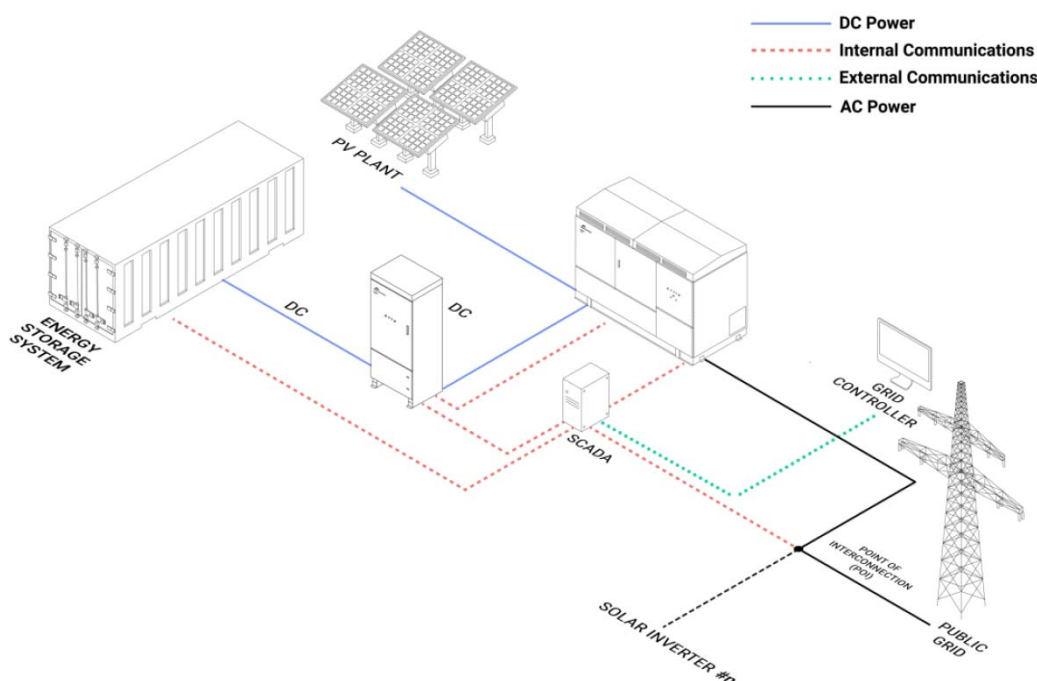 DC Power
Internal Communications
External Communications
AC Power
PV PLANT
ENERGY
STORAGE
SYSTEM
DC
DC
SCADA
GRID
CONTROLLER
POINT OF
INTERCONNECTION
(POI)
SOLAR INVERTER
PUBLIC
GRID